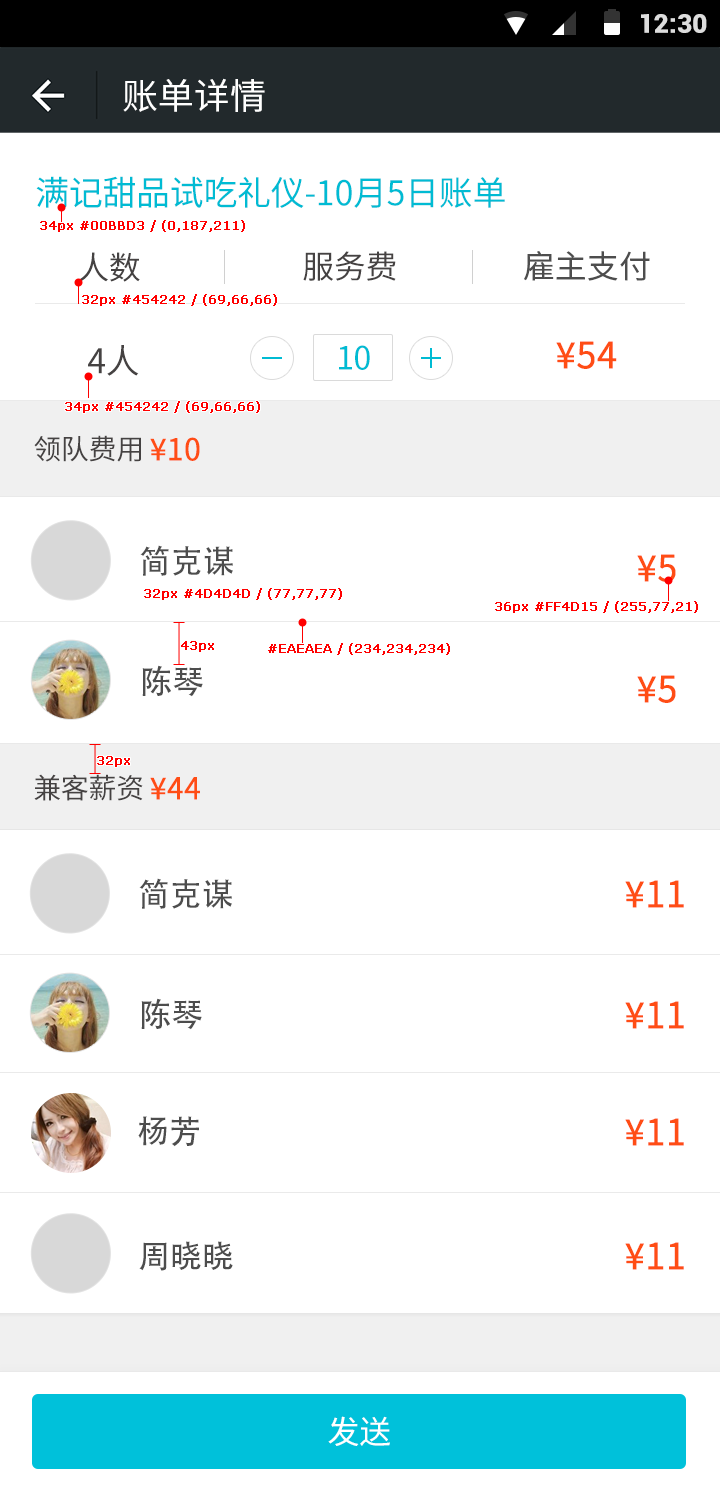 12:30
账单详情
满记甜品试吃礼仪-10月5日账单
34px #00BBD3 / (0,187,211)
人数 服务费 雇主支付
32px #454242 / (69,66,66)
4人 10 ¥54
34px #454242 / (69,66,66)
领队费用 ¥10
简克谋 ¥5
32px #4D4D4D / (77,77,77)
36px #FF4D15 / (255,77,21)
43px
#EAEAEA / (234,234,234)
陈琴 ¥5
32px
兼客薪资 ¥44
简克谋 ¥11
陈琴 ¥11
杨芳 ¥11
周晓晓 ¥11
发送